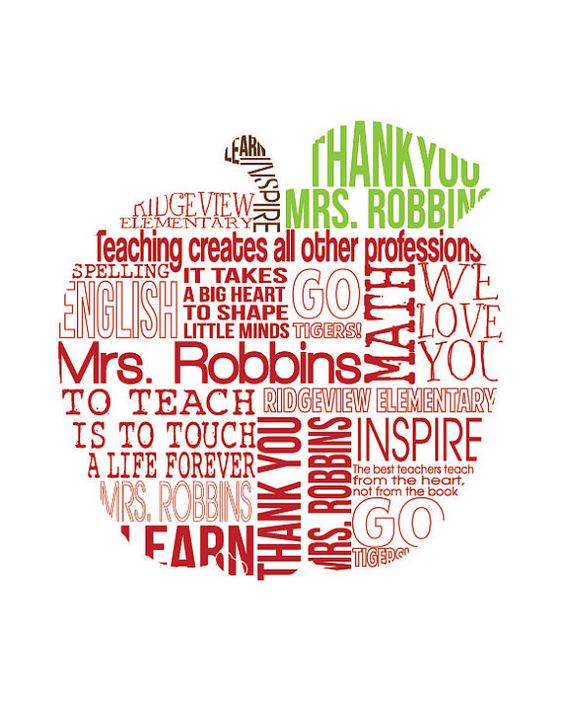 LEARN
INSPIRE
THANK YOU
MRS. ROBBINS
RIDGEVIEW
ELEMENTARY
Teaching creates all other professions
SPELLING
ENGLISH
IT TAKES
A BIG HEART
TO SHAPE
LITTLE MINDS
GO
TIGERS!
MATH
WE
LOVE
YOU
Mrs. Robbins
TO TEACH
IS TO TOUCH
A LIFE FOREVER
RIDGEVIEW ELEMENTARY
THANK YOU
MRS. ROBBINS
INSPIRE
The best teachers teach
from the heart,
not from the book
MRS. ROBBINS
LEARN
GO
TIGERS!